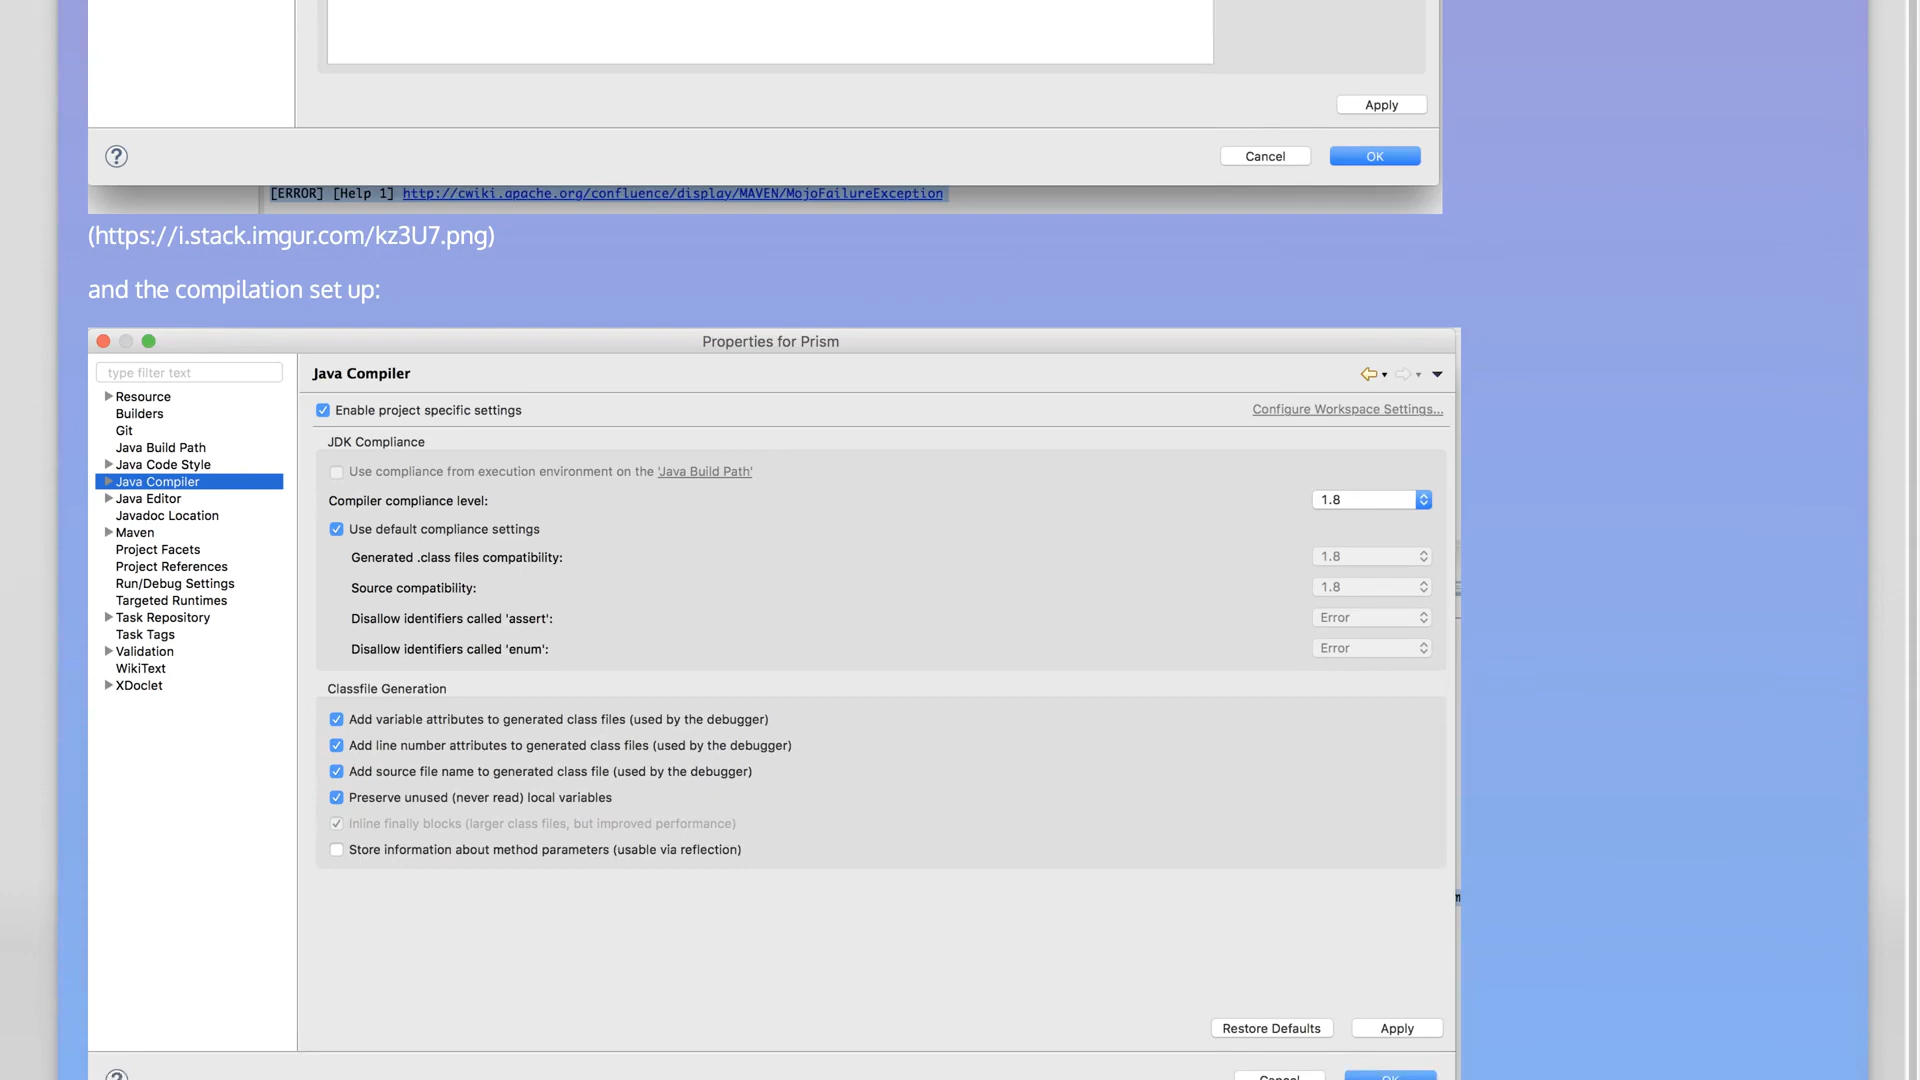 Apply
?
Cancel
OK
[ERROR] [Help 1] http://cwiki.apache.org/confluence/display/MAVEN/MojoFailureException
(https://i.stack.imgur.com/kz3U7.png)
and the compilation set up:
Properties for Prism
type filter text
Resource
Builders
Git
Java Build Path
Java Code Style
Java Compiler
Java Editor
Javadoc Location
Maven
Project Facets
Project References
Run/Debug Settings
Targeted Runtimes
Task Repository
Task Tags
Validation
WikiText
XDoclet
Java Compiler
Enable project specific settings
Configure Workspace Settings...
JDK Compliance
Use compliance from execution environment on the 'Java Build Path'
Compiler compliance level:
1.8
Use default compliance settings
Generated .class files compatibility:
1.8
Source compatibility:
1.8
Disallow identifiers called 'assert':
Error
Disallow identifiers called 'enum':
Error
Classfile Generation
Add variable attributes to generated class files (used by the debugger)
Add line number attributes to generated class files (used by the debugger)
Add source file name to generated class file (used by the debugger)
Preserve unused (never read) local variables
Inline finally blocks (larger class files, but improved performance)
Store information about method parameters (usable via reflection)
Restore Defaults
Apply
?
Cancel
OK